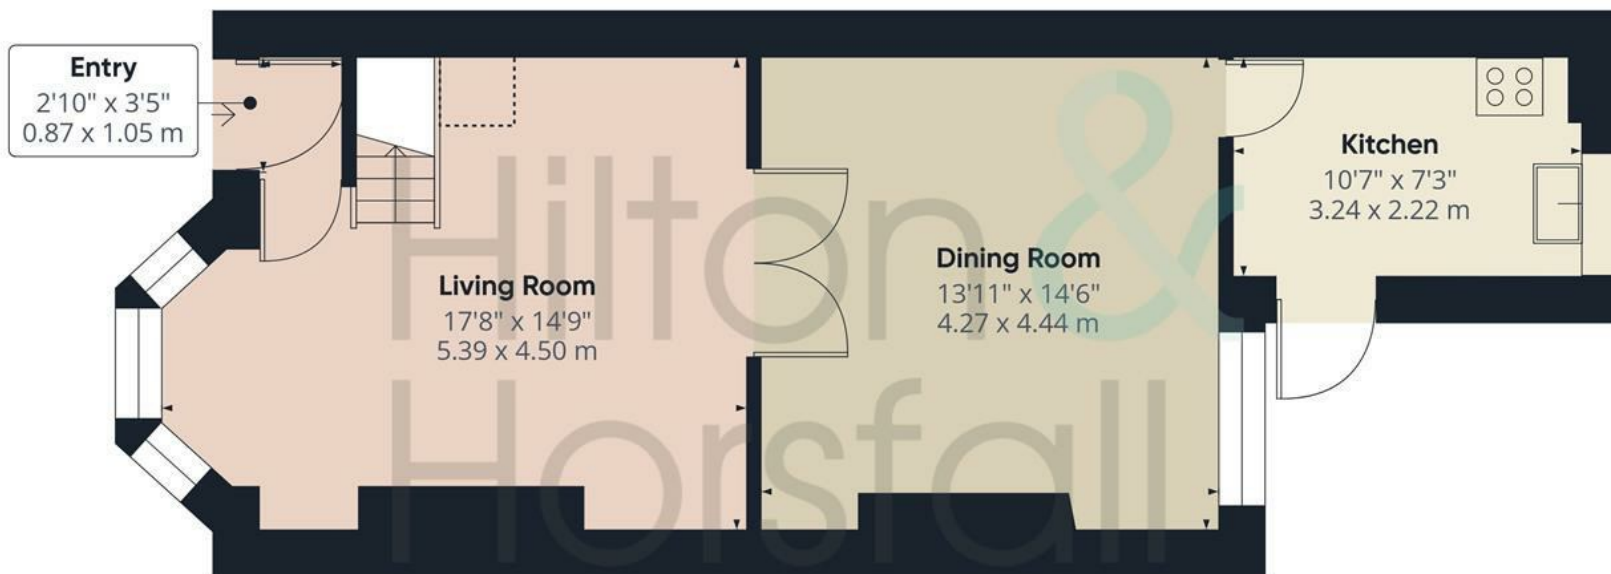 Entry
2'10" x 3'5"
0.87 x 1.05 m
Living Room
17'8" x 14'9"
5.39 x 4.50 m
Dining Room
13'11" x 14'6"
4.27 x 4.44 m
Kitchen
10'7" x 7'3"
3.24 x 2.22 m
Hilton &
Horsfall